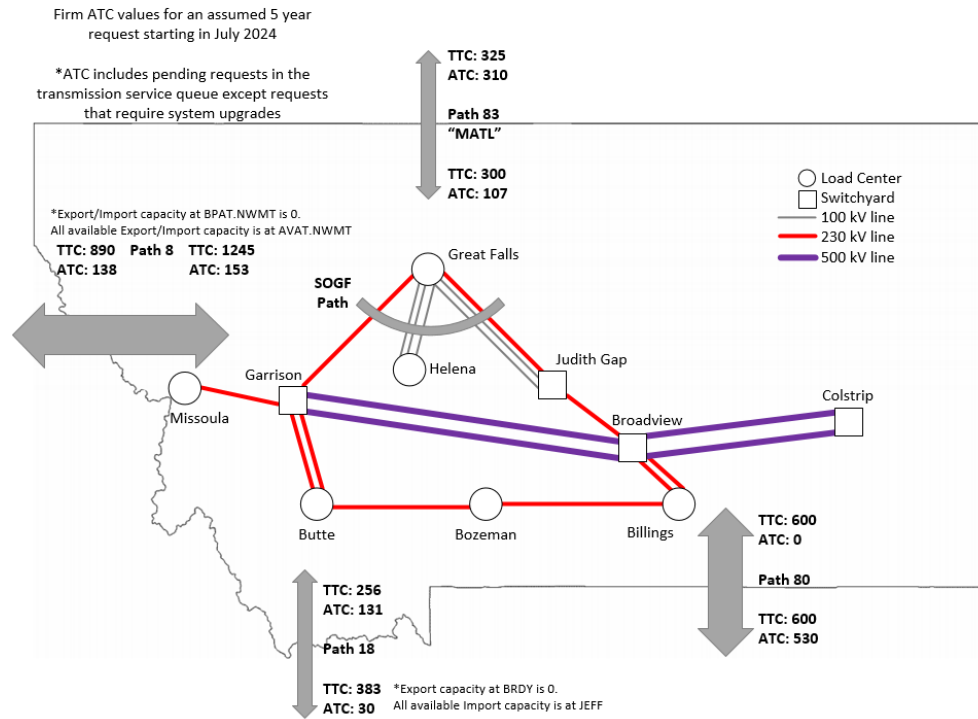 Firm ATC values for an assumed 5 year
request starting in July 2024
*ATC includes pending requests in the
transmission service queue except requests
that require system upgrades
TTC: 325
ATC: 310
Path 83
“MATL”
TTC: 300
ATC: 107
Load Center
Switchyard
100 kV line
230 kV line
500 kV line
*Export/Import capacity at BPAT.NWMT is 0.
All available Export/Import capacity is at AVAT.NWMT
TTC: 890 Path 8 TTC: 1245
ATC: 138 ATC: 153
Great Falls
SOGF
Path
Helena
Judith Gap
Garrison
Missoula
Broadview
Colstrip
Butte
Bozeman
Billings
TTC: 600
ATC: 0
Path 80
TTC: 600
ATC: 530
TTC: 256
ATC: 131
Path 18
TTC: 383
ATC: 30
*Export capacity at BRDY is 0.
All available Import capacity is at JEFF